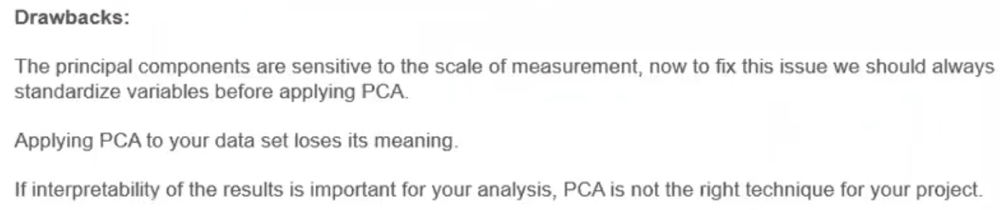 Drawbacks:
The principal components are sensitive to the scale of measurement, now to fix this issue we should always
standardize variables before applying PCA.
Applying PCA to your data set loses its meaning.
If interpretability of the results is important for your analysis, PCA is not the right technique for your project.